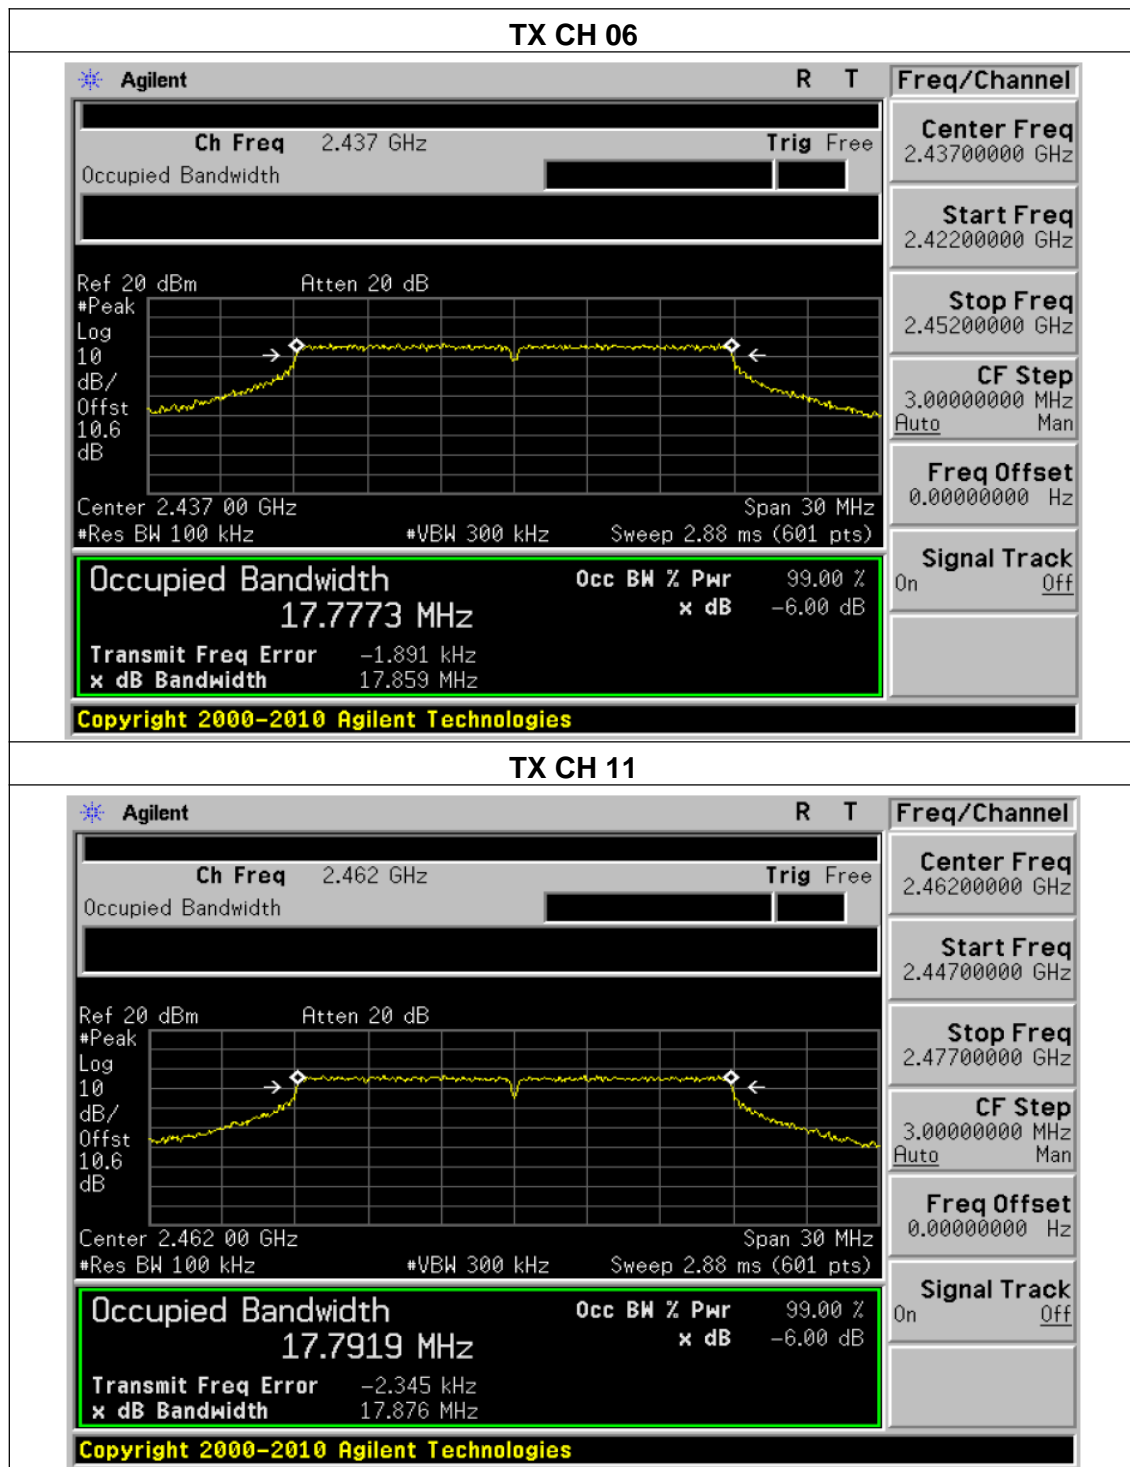 TX CH 06
Agilent R T Freq/Channel
Ch Freq 2.437 GHz Trig Free
Occupied Bandwidth
Center Freq
2.43700000 GHz
Start Freq
2.42200000 GHz
Stop Freq
2.45200000 GHz
CF Step
3.00000000 MHz
Auto Man
Freq Offset
0.00000000 Hz
Signal Track
On Off
Ref 20 dBm Atten 20 dB
#Peak
Log
10
dB/
Offst
10.6
dB
Center 2.437 00 GHz Span 30 MHz
#Res BW 100 kHz #VBW 300 kHz Sweep 2.88 ms (601 pts)
Occupied Bandwidth Occ BW % Pwr 99.00 %
17.7773 MHz x dB -6.00 dB
Transmit Freq Error -1.891 kHz
x dB Bandwidth 17.859 MHz
Copyright 2000-2010 Agilent Technologies
TX CH 11
Agilent R T Freq/Channel
Ch Freq 2.462 GHz Trig Free
Occupied Bandwidth
Center Freq
2.46200000 GHz
Start Freq
2.44700000 GHz
Stop Freq
2.47700000 GHz
CF Step
3.00000000 MHz
Auto Man
Freq Offset
0.00000000 Hz
Signal Track
On Off
Ref 20 dBm Atten 20 dB
#Peak
Log
10
dB/
Offst
10.6
dB
Center 2.462 00 GHz Span 30 MHz
#Res BW 100 kHz #VBW 300 kHz Sweep 2.88 ms (601 pts)
Occupied Bandwidth Occ BW % Pwr 99.00 %
17.7919 MHz x dB -6.00 dB
Transmit Freq Error -2.345 kHz
x dB Bandwidth 17.876 MHz
Copyright 2000-2010 Agilent Technologies